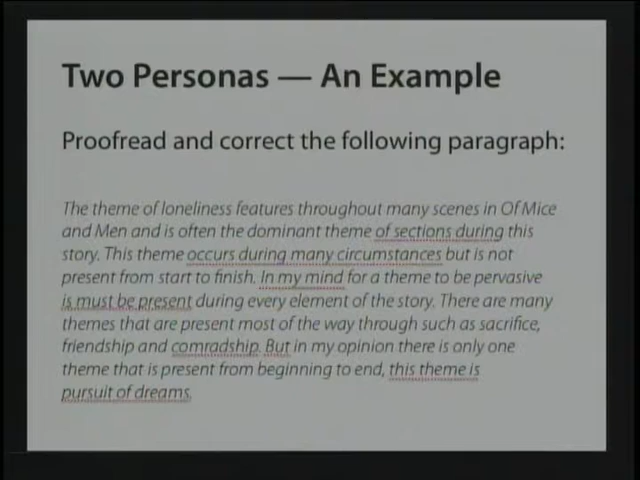 Two Personas — An Example
Proofread and correct the following paragraph:
The theme of loneliness features throughout many scenes in Of Mice
and Men and is often the dominant theme of sections during this
story. This theme occurs during many circumstances but is not
present from start to finish. In my mind for a theme to be pervasive
is must be present during every element of the story. There are many
themes that are present most of the way through such as sacrifice,
friendship and comradship. But in my opinion there is only one
theme that is present from beginning to end, this theme is
pursuit of dreams.